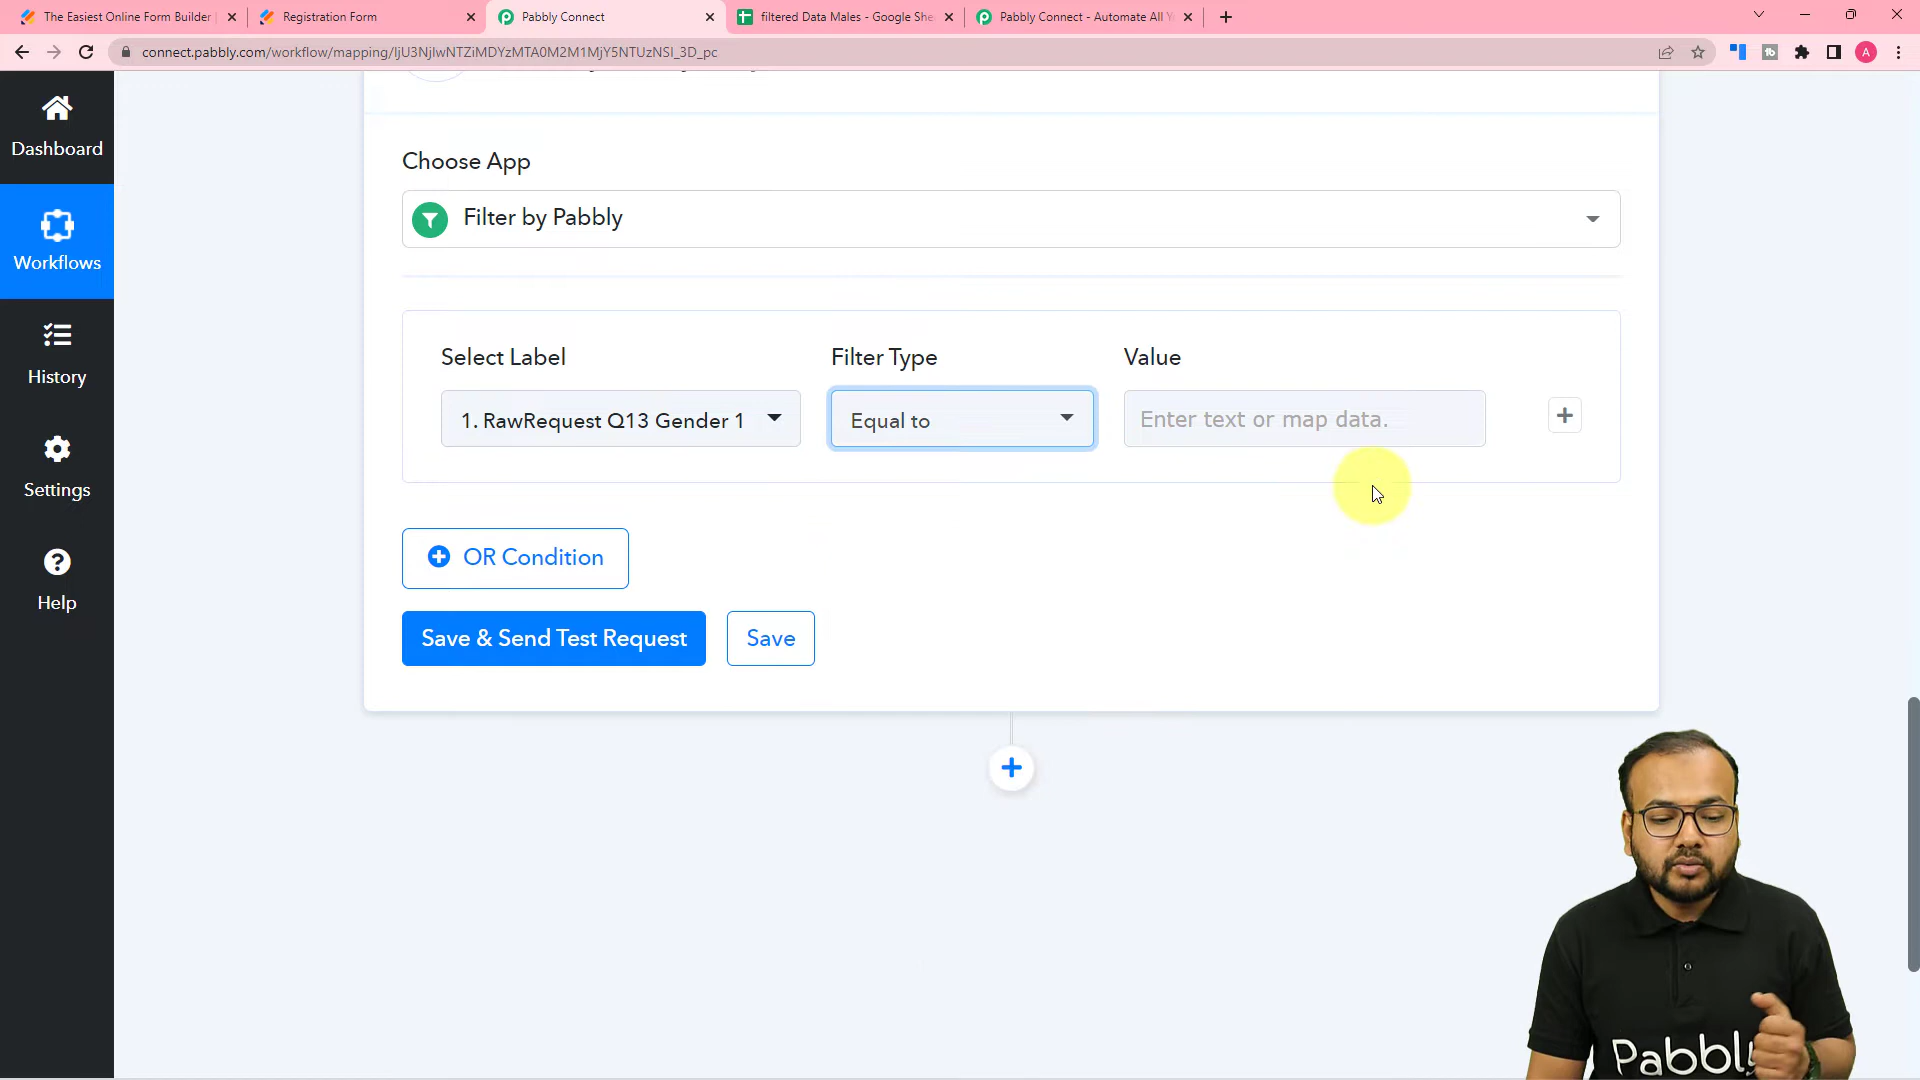 The Easiest Online Form Builder
Registration Form
Pabbly Connect
filtered Data Males - Google She
Pabbly Connect - Automate All Y
connect.pabbly.com/workflow/mapping/IjU3NjIwNTZiMDYzMTA0M2M1MjY5NTUzNSI_3D_pc
A
Dashboard
Workflows
History
Settings
Help
Choose App
Filter by Pabbly
Select Label
Filter Type
Value
1. RawRequest Q13 Gender 1
Equal to
Enter text or map data.
OR Condition
Save & Send Test Request
Save
Pabbly